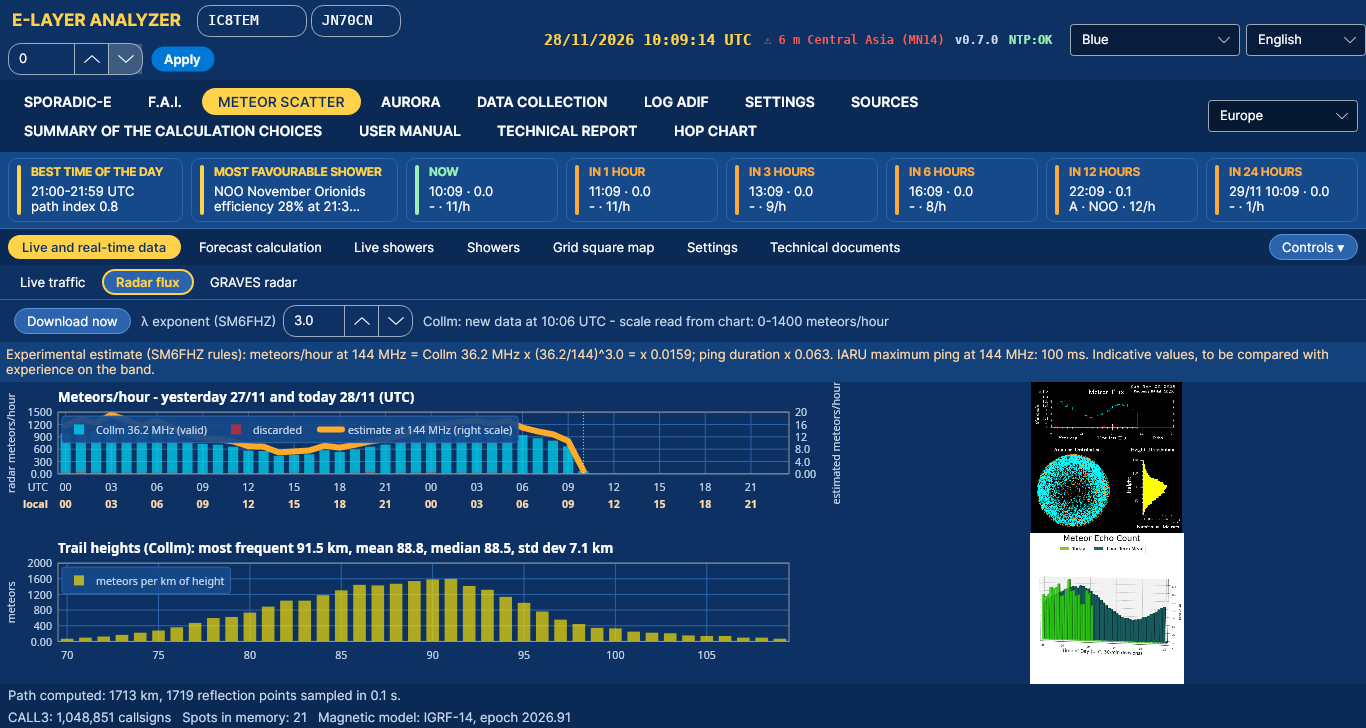 E-LAYER ANALYZER IC8TEM JN70CN
28/11/2026 10:09:14 UTC ⚠ 6 m Central Asia (MN14) v0.7.0 NTP:OK Blue English
0 Apply
SPORADIC-E F.A.I. METEOR SCATTER AURORA DATA COLLECTION LOG ADIF SETTINGS SOURCES
SUMMARY OF THE CALCULATION CHOICES USER MANUAL TECHNICAL REPORT HOP CHART
Europe
BEST TIME OF THE DAY
21:00-21:59 UTC
path index 0.8
MOST FAVOURABLE SHOWER
NOO November Orionids
efficiency 28% at 21:3...
NOW
10:09 · 0.0
- · 11/h
IN 1 HOUR
11:09 · 0.0
- · 11/h
IN 3 HOURS
13:09 · 0.0
- · 9/h
IN 6 HOURS
16:09 · 0.0
- · 8/h
IN 12 HOURS
22:09 · 0.1
A · NOO · 12/h
IN 24 HOURS
29/11 10:09 · 0.0
- · 1/h
Live and real-time data Forecast calculation Live showers Showers Grid square map Settings Technical documents Controls ▾
Live traffic Radar flux GRAVES radar
Download now λ exponent (SM6FHZ) 3.0 Collm: new data at 10:06 UTC - scale read from chart: 0-1400 meteors/hour
Experimental estimate (SM6FHZ rules): meteors/hour at 144 MHz = Collm 36.2 MHz x (36.2/144)^3.0 = x 0.0159; ping duration x 0.063. IARU maximum ping at 144 MHz: 100 ms. Indicative values, to be compared with
experience on the band.
Meteors/hour - yesterday 27/11 and today 28/11 (UTC)
radar meteors/hour
1500
1200
900
600
300
0.00
Collm 36.2 MHz (valid) discarded estimate at 144 MHz (right scale)
20
16
12
8.0
4.0
0.00
estimated meteors/hour
UTC 00 03 06 09 12 15 18 21 00 03 06 09 12 15 18 21
local 00 03 06 09 12 15 18 21 00 03 06 09 12 15 18 21
Trail heights (Collm): most frequent 91.5 km, mean 88.8, median 88.5, std dev 7.1 km
meteors
2000
1600
1200
800
400
0.00
meteors per km of height
70 75 80 85 90 95 100 105
Meteor Flux
Meteor Echo Count
Today
Path computed: 1713 km, 1719 reflection points sampled in 0.1 s.
CALL3: 1,048,851 callsigns Spots in memory: 21 Magnetic model: IGRF-14, epoch 2026.91